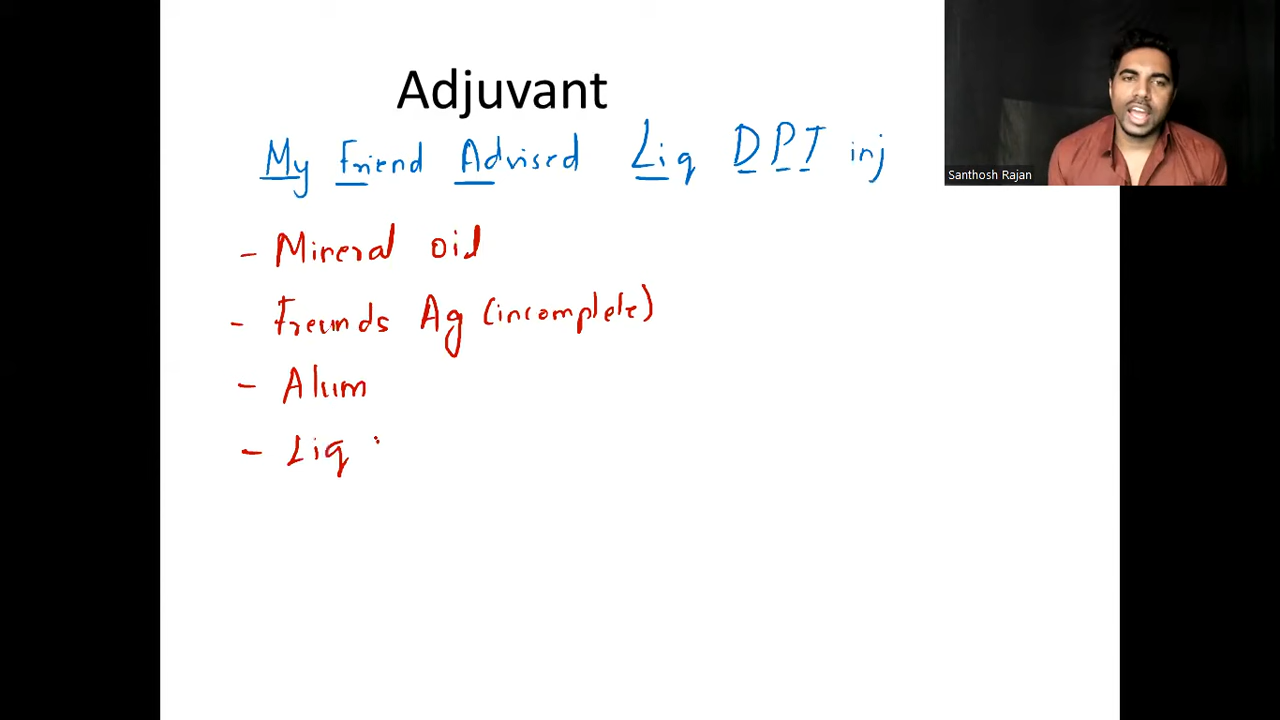 Adjuvant
My Friend Advised Liq DPT inj
Santhosh Rajan
- Mineral oil
- Freunds Ag (incomplete)
- Alum
- Liq